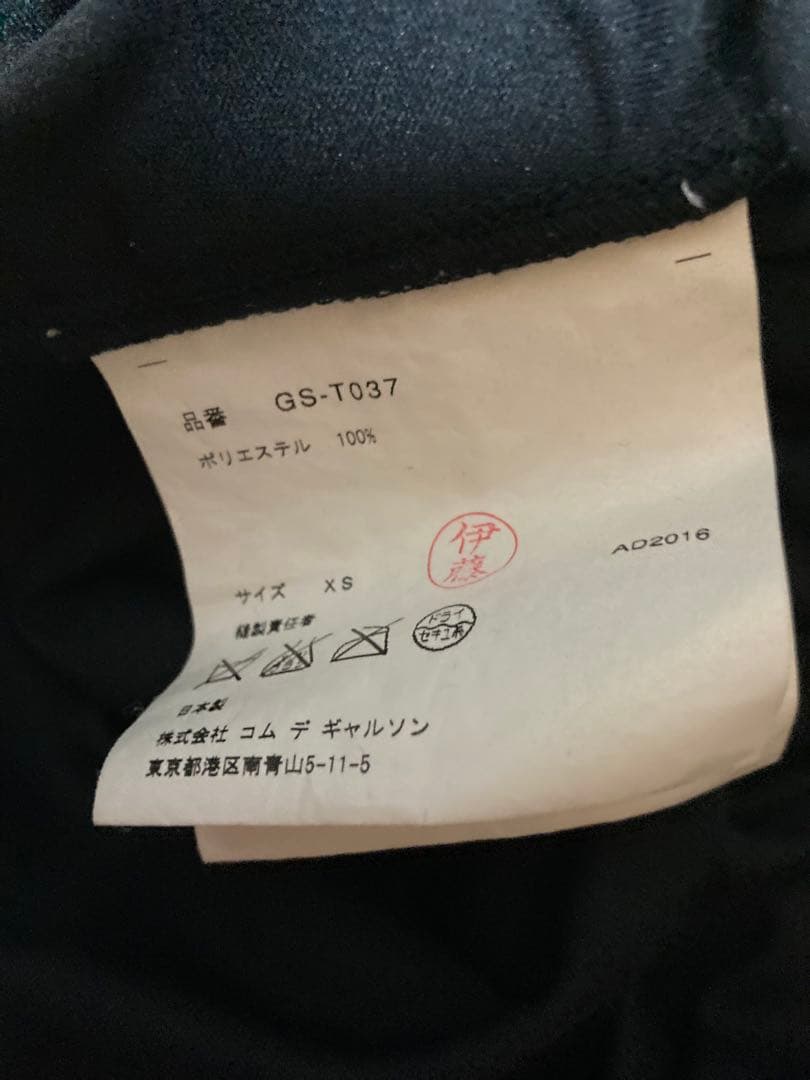 品番 GS-T037
ポリエステル 100%
伊藤
AD2016
サイズ XS
縫製責任者
ドライ
セキユ系
日本製
株式会社 コム デ ギャルソン
東京都港区南青山5-11-5